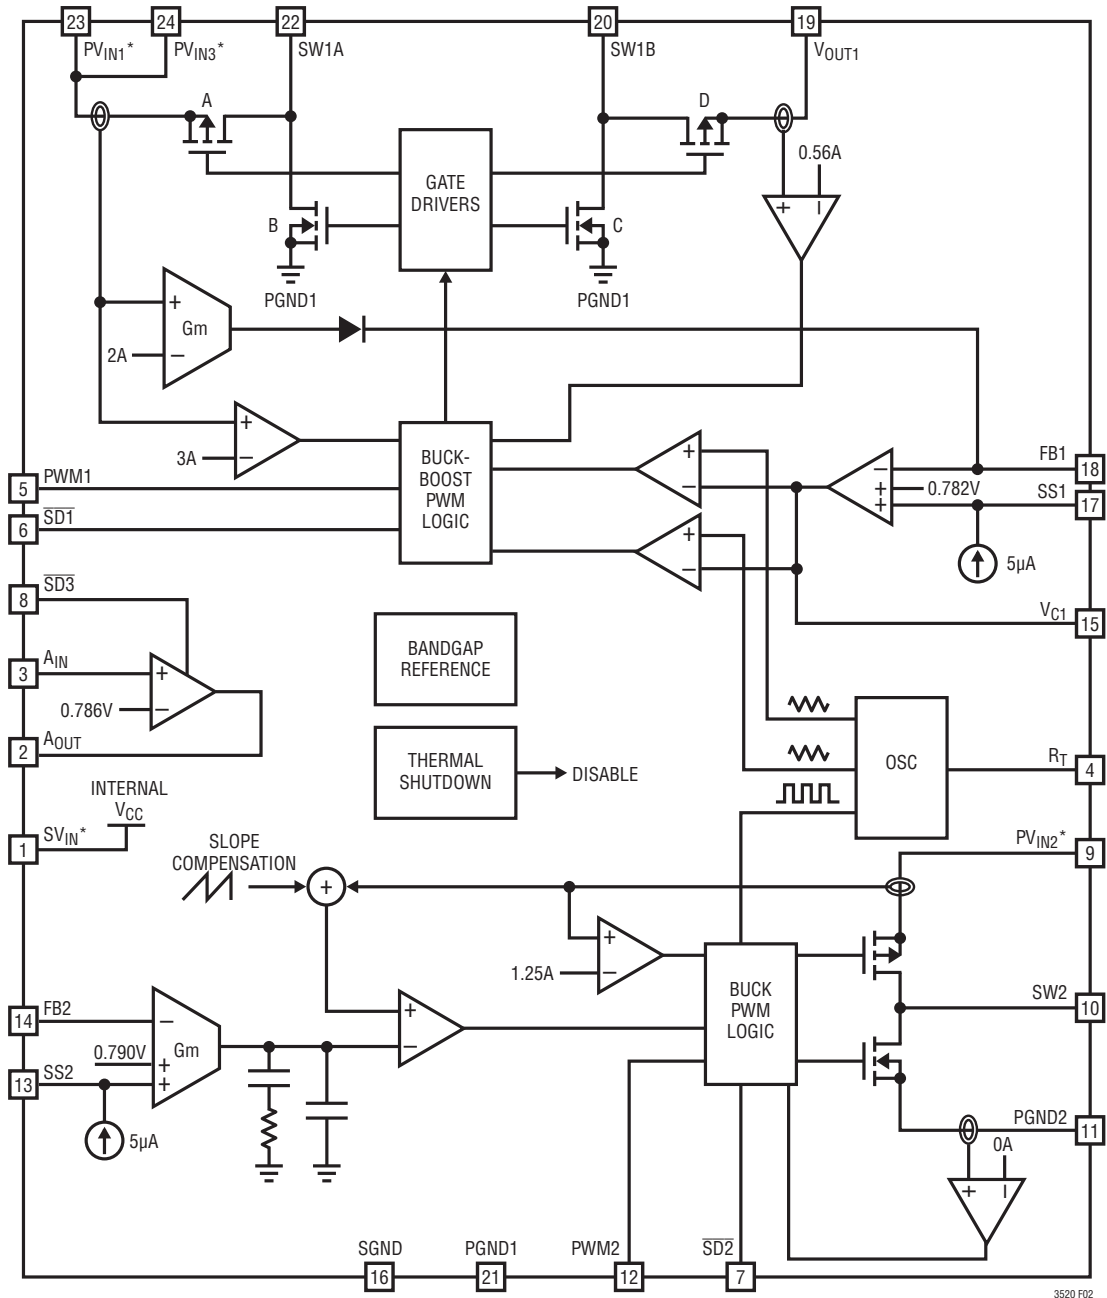 23
24
22
20
19
PVIN1*
PVIN3*
SW1A
SW1B
VOUT1
A
D
0.56A
GATE
DRIVERS
+
–
B
C
PGND1
PGND1
+
Gm
2A
–
+
3A
–
BUCK-
BOOST
PWM
LOGIC
+
–
–
+
+
0.782V
FB1
18
SS1
17
5
PWM1
6
SD1
+
–
5µA
8
SD3
VC1
15
BANDGAP
REFERENCE
3
AIN
+
0.786V
–
2
AOUT
THERMAL
SHUTDOWN
DISABLE
OSC
RT
4
INTERNAL
VCC
1
SVIN*
PVIN2*
9
SLOPE
COMPENSATION
+
+
1.25A
–
BUCK
PWM
LOGIC
SW2
10
14
FB2
–
Gm
0.790V
+
+
13
SS2
+
–
5µA
PGND2
11
0A
+
–
SGND
PGND1
PWM2
SD2
16
21
12
7
3520 F02